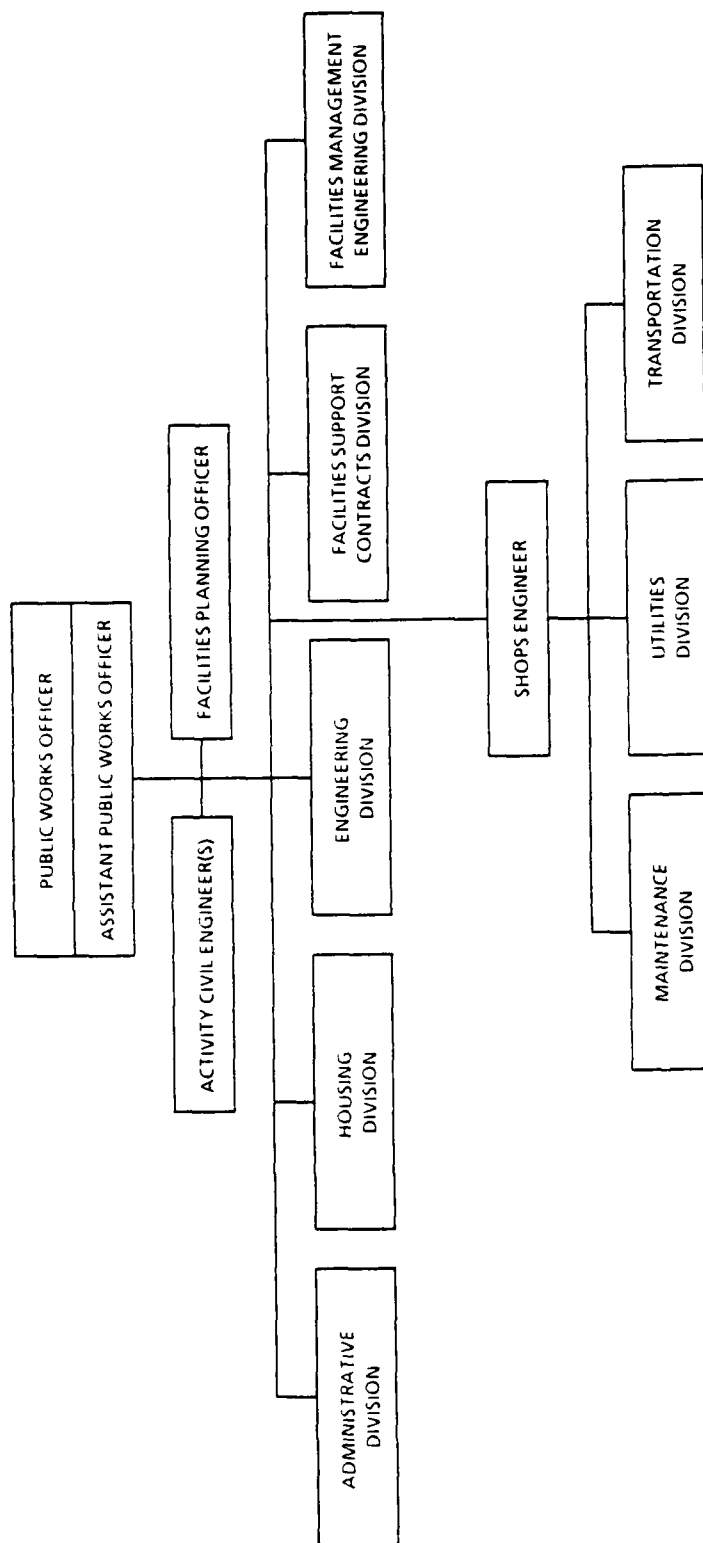 PUBLIC WORKS OFFICER
ASSISTANT PUBLIC WORKS OFFICER
ACTIVITY CIVIL ENGINEER(S)
FACILITIES PLANNING OFFICER
ADMINISTRATIVE
DIVISION
HOUSING
DIVISION
ENGINEERING
DIVISION
FACILITIES SUPPORT
CONTRACTS DIVISION
FACILITIES MANAGEMENT
ENGINEERING DIVISION
SHOPS ENGINEER
MAINTENANCE
DIVISION
UTILITIES
DIVISION
TRANSPORTATION
DIVISION